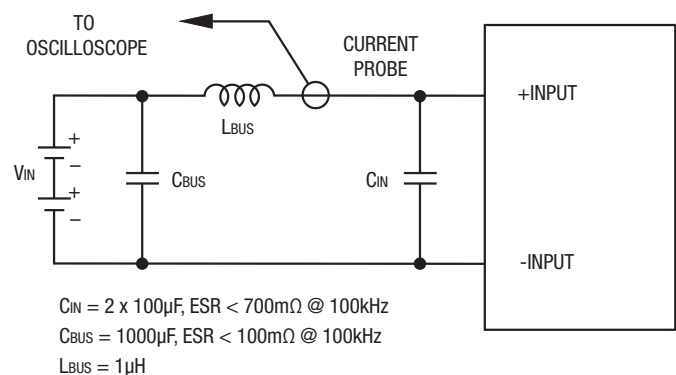 TO
OSCILLOSCOPE
CURRENT
PROBE
+INPUT
LBUS
+
VIN
–
+
–
CBUS
CIN
-INPUT
CIN = 2 x 100µF, ESR < 700mΩ @ 100kHz
CBUS = 1000µF, ESR < 100mΩ @ 100kHz
LBUS = 1µH